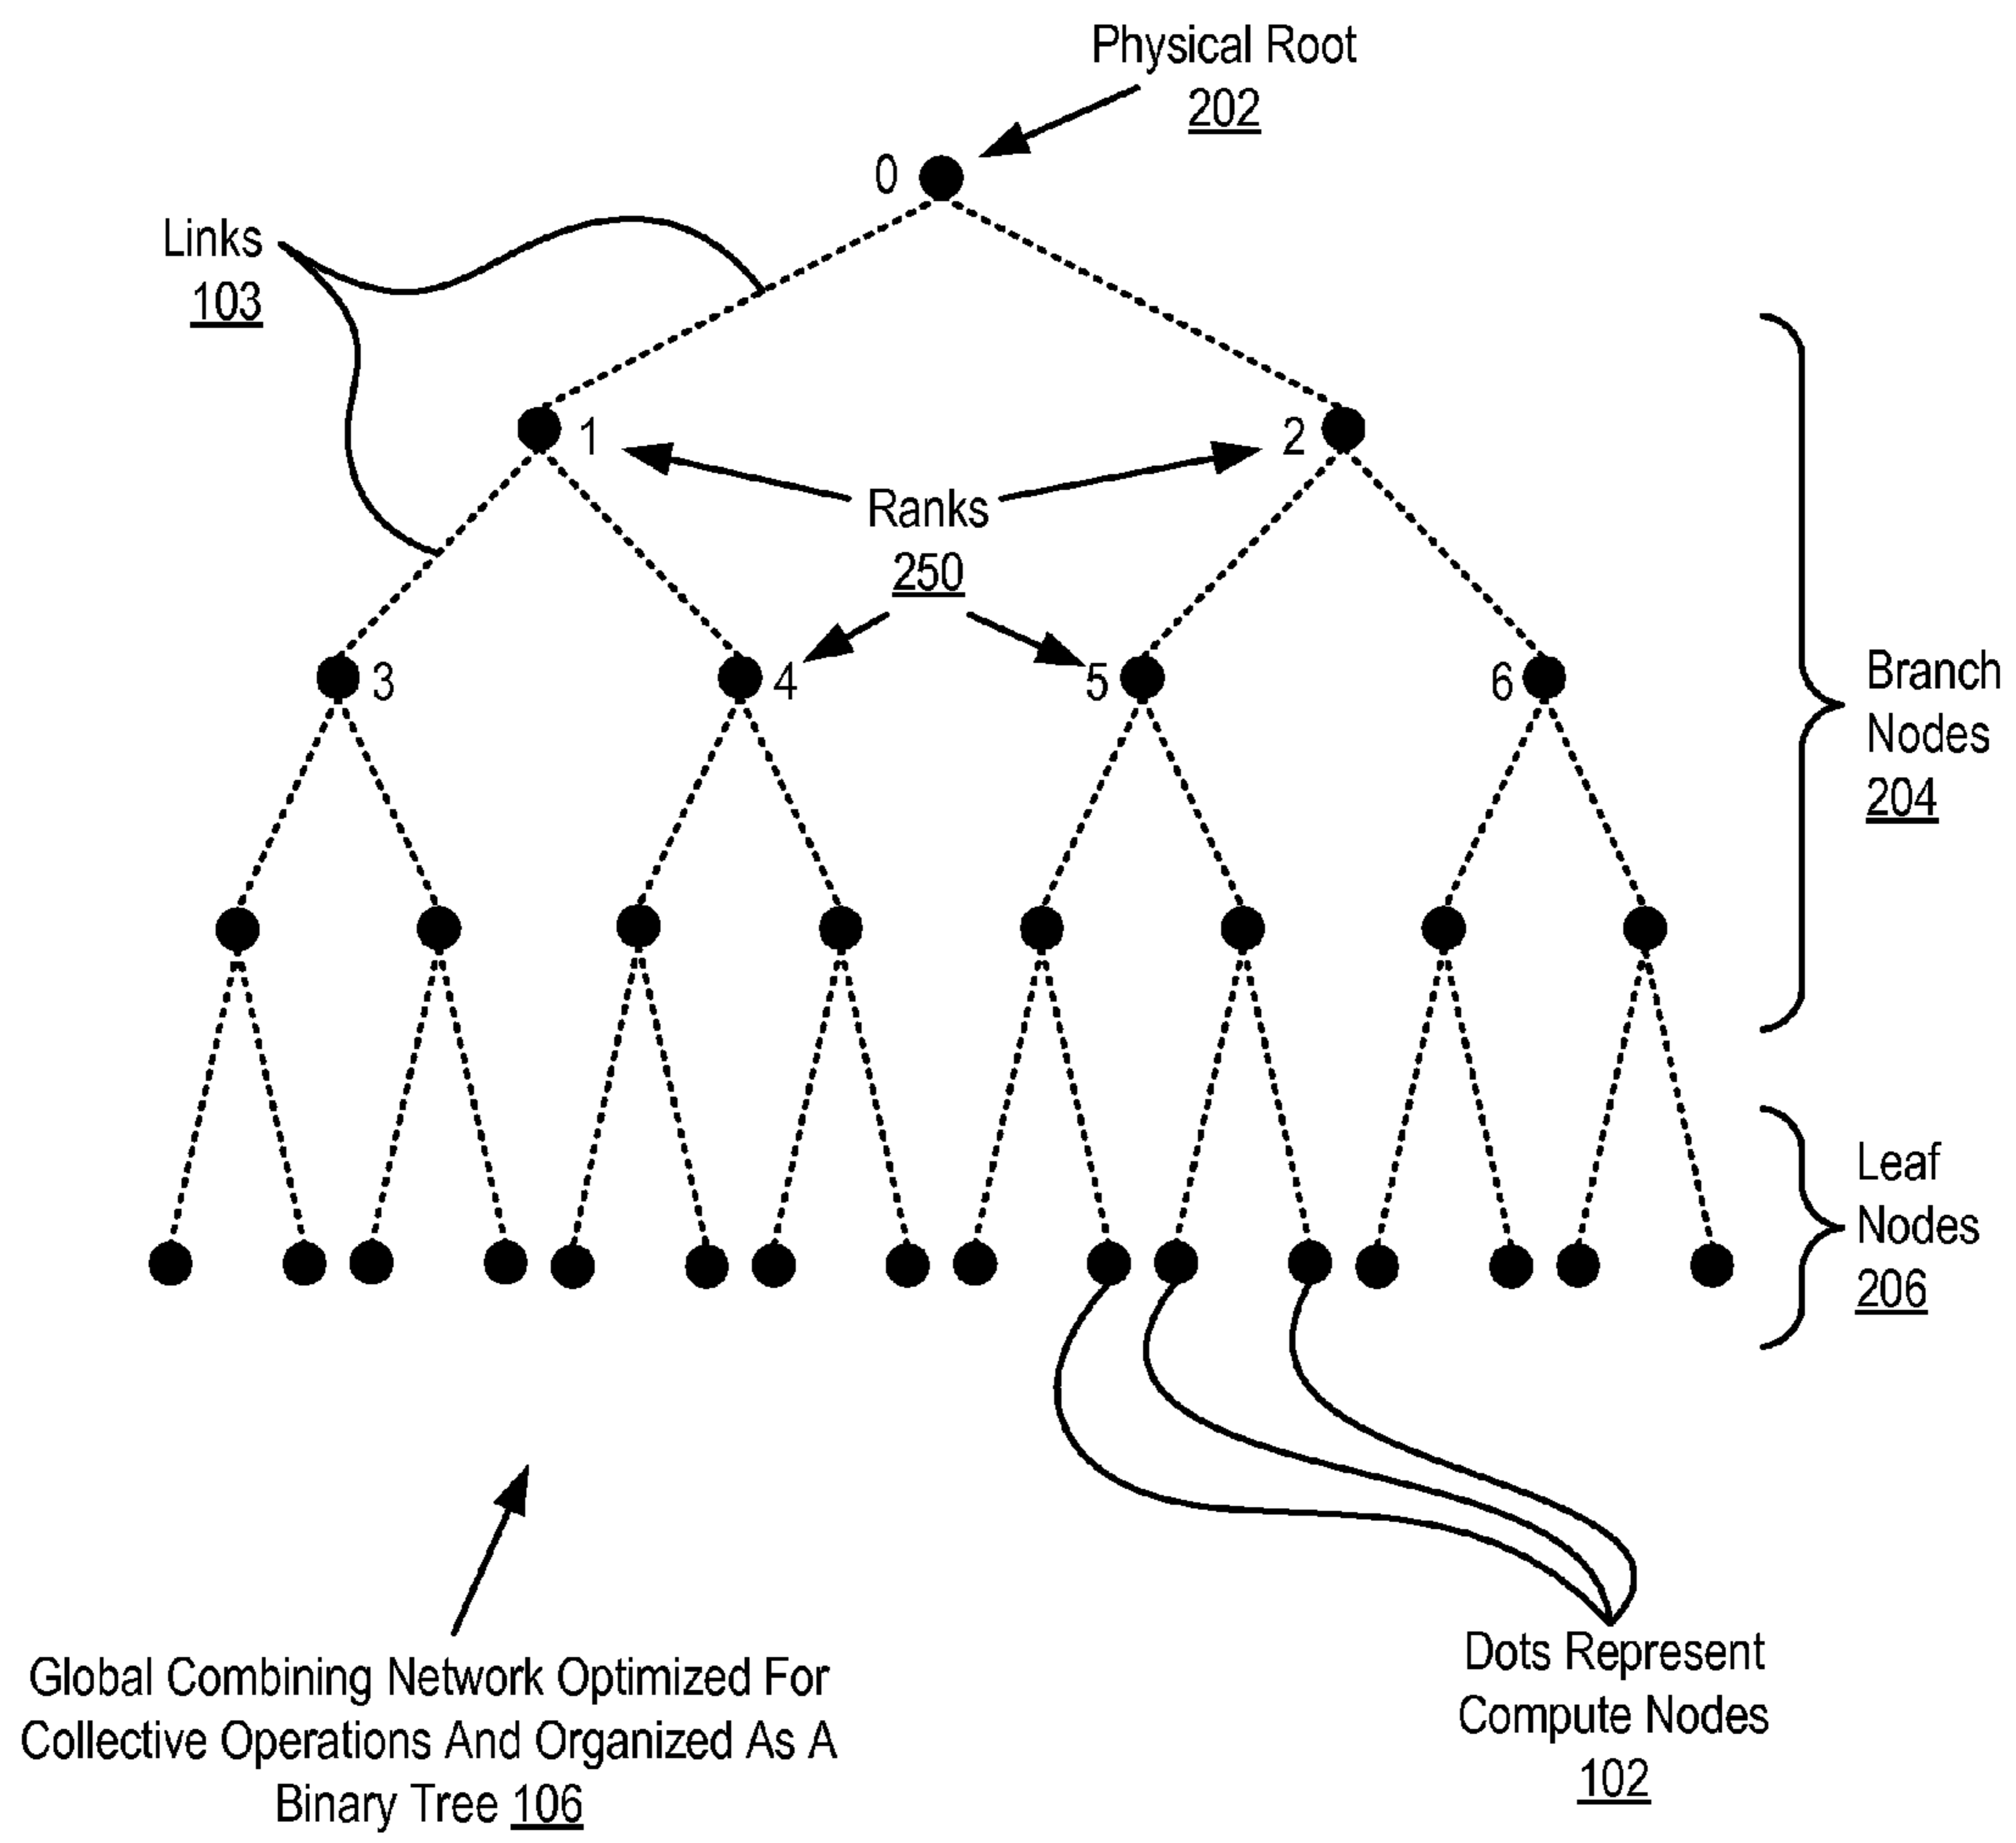 Physical Root
202
0
Links
103
1
2
Ranks
250
3
4
5
6
Branch
Nodes
204
Leaf
Nodes
206
Global Combining Network Optimized For
Collective Operations And Organized As A
Binary Tree 106
Dots Represent
Compute Nodes
102